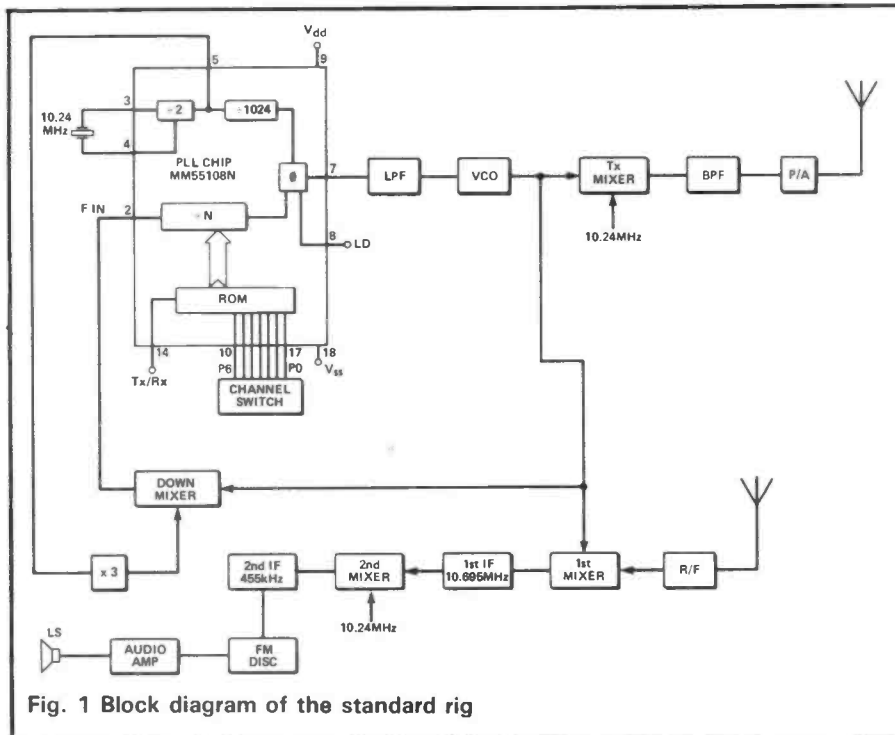 Vdd
5
9
3
÷2
÷1024
10.24
MHz
4
PLL CHIP
MM55108N
ø
7
LPF
VCO
Tx
MIXER
BPF
P/A
F IN
2
÷N
8
LD
10.24MHz
ROM
14
10
17
18
Vss
Tx/Rx
P6
P0
CHANNEL
SWITCH
DOWN
MIXER
x 3
2nd IF
455kHz
2nd
MIXER
1st IF
10.695MHz
1st
MIXER
R/F
10.24MHz
LS
AUDIO
AMP
FM
DISC
Fig. 1 Block diagram of the standard rig